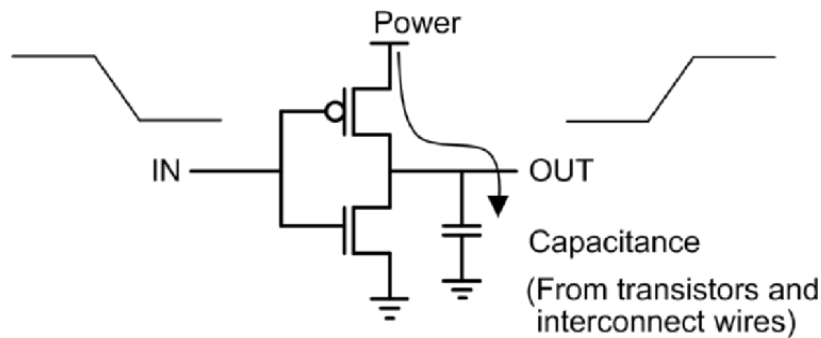 Power
IN
OUT
Capacitance
(From transistors and
interconnect wires)